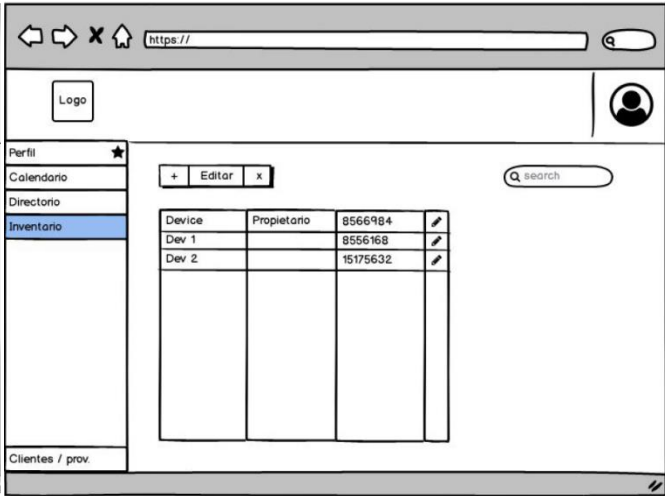 https://
Logo
Perfil
Calendario
Directorio
Inventario
Clientes / prov.
+ Editar x
search
Device Propietario 8566984
Dev 1 8556168
Dev 2 15175632